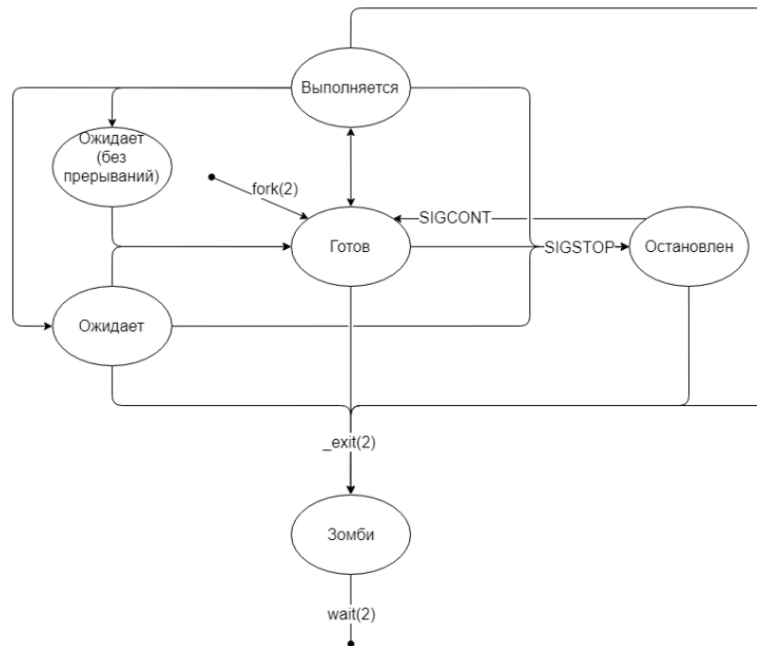 Выполняется
Ожидает
(без
прерываний)
fork(2)
SIGCONT
Готов
SIGSTOP
Остановлен
Ожидает
_exit(2)
Зомби
wait(2)